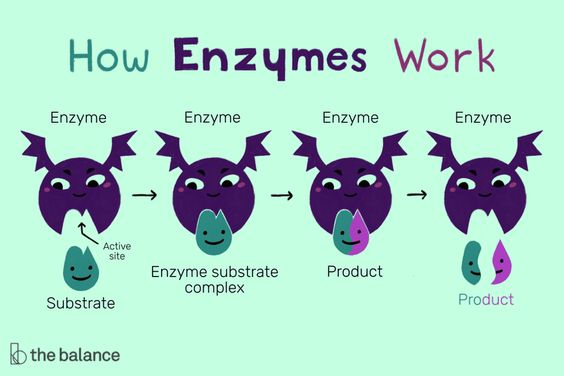 How Enzymes Work
Enzyme
Enzyme
Enzyme
Enzyme
Active
site
Substrate
Enzyme substrate
complex
Product
Product
the balance